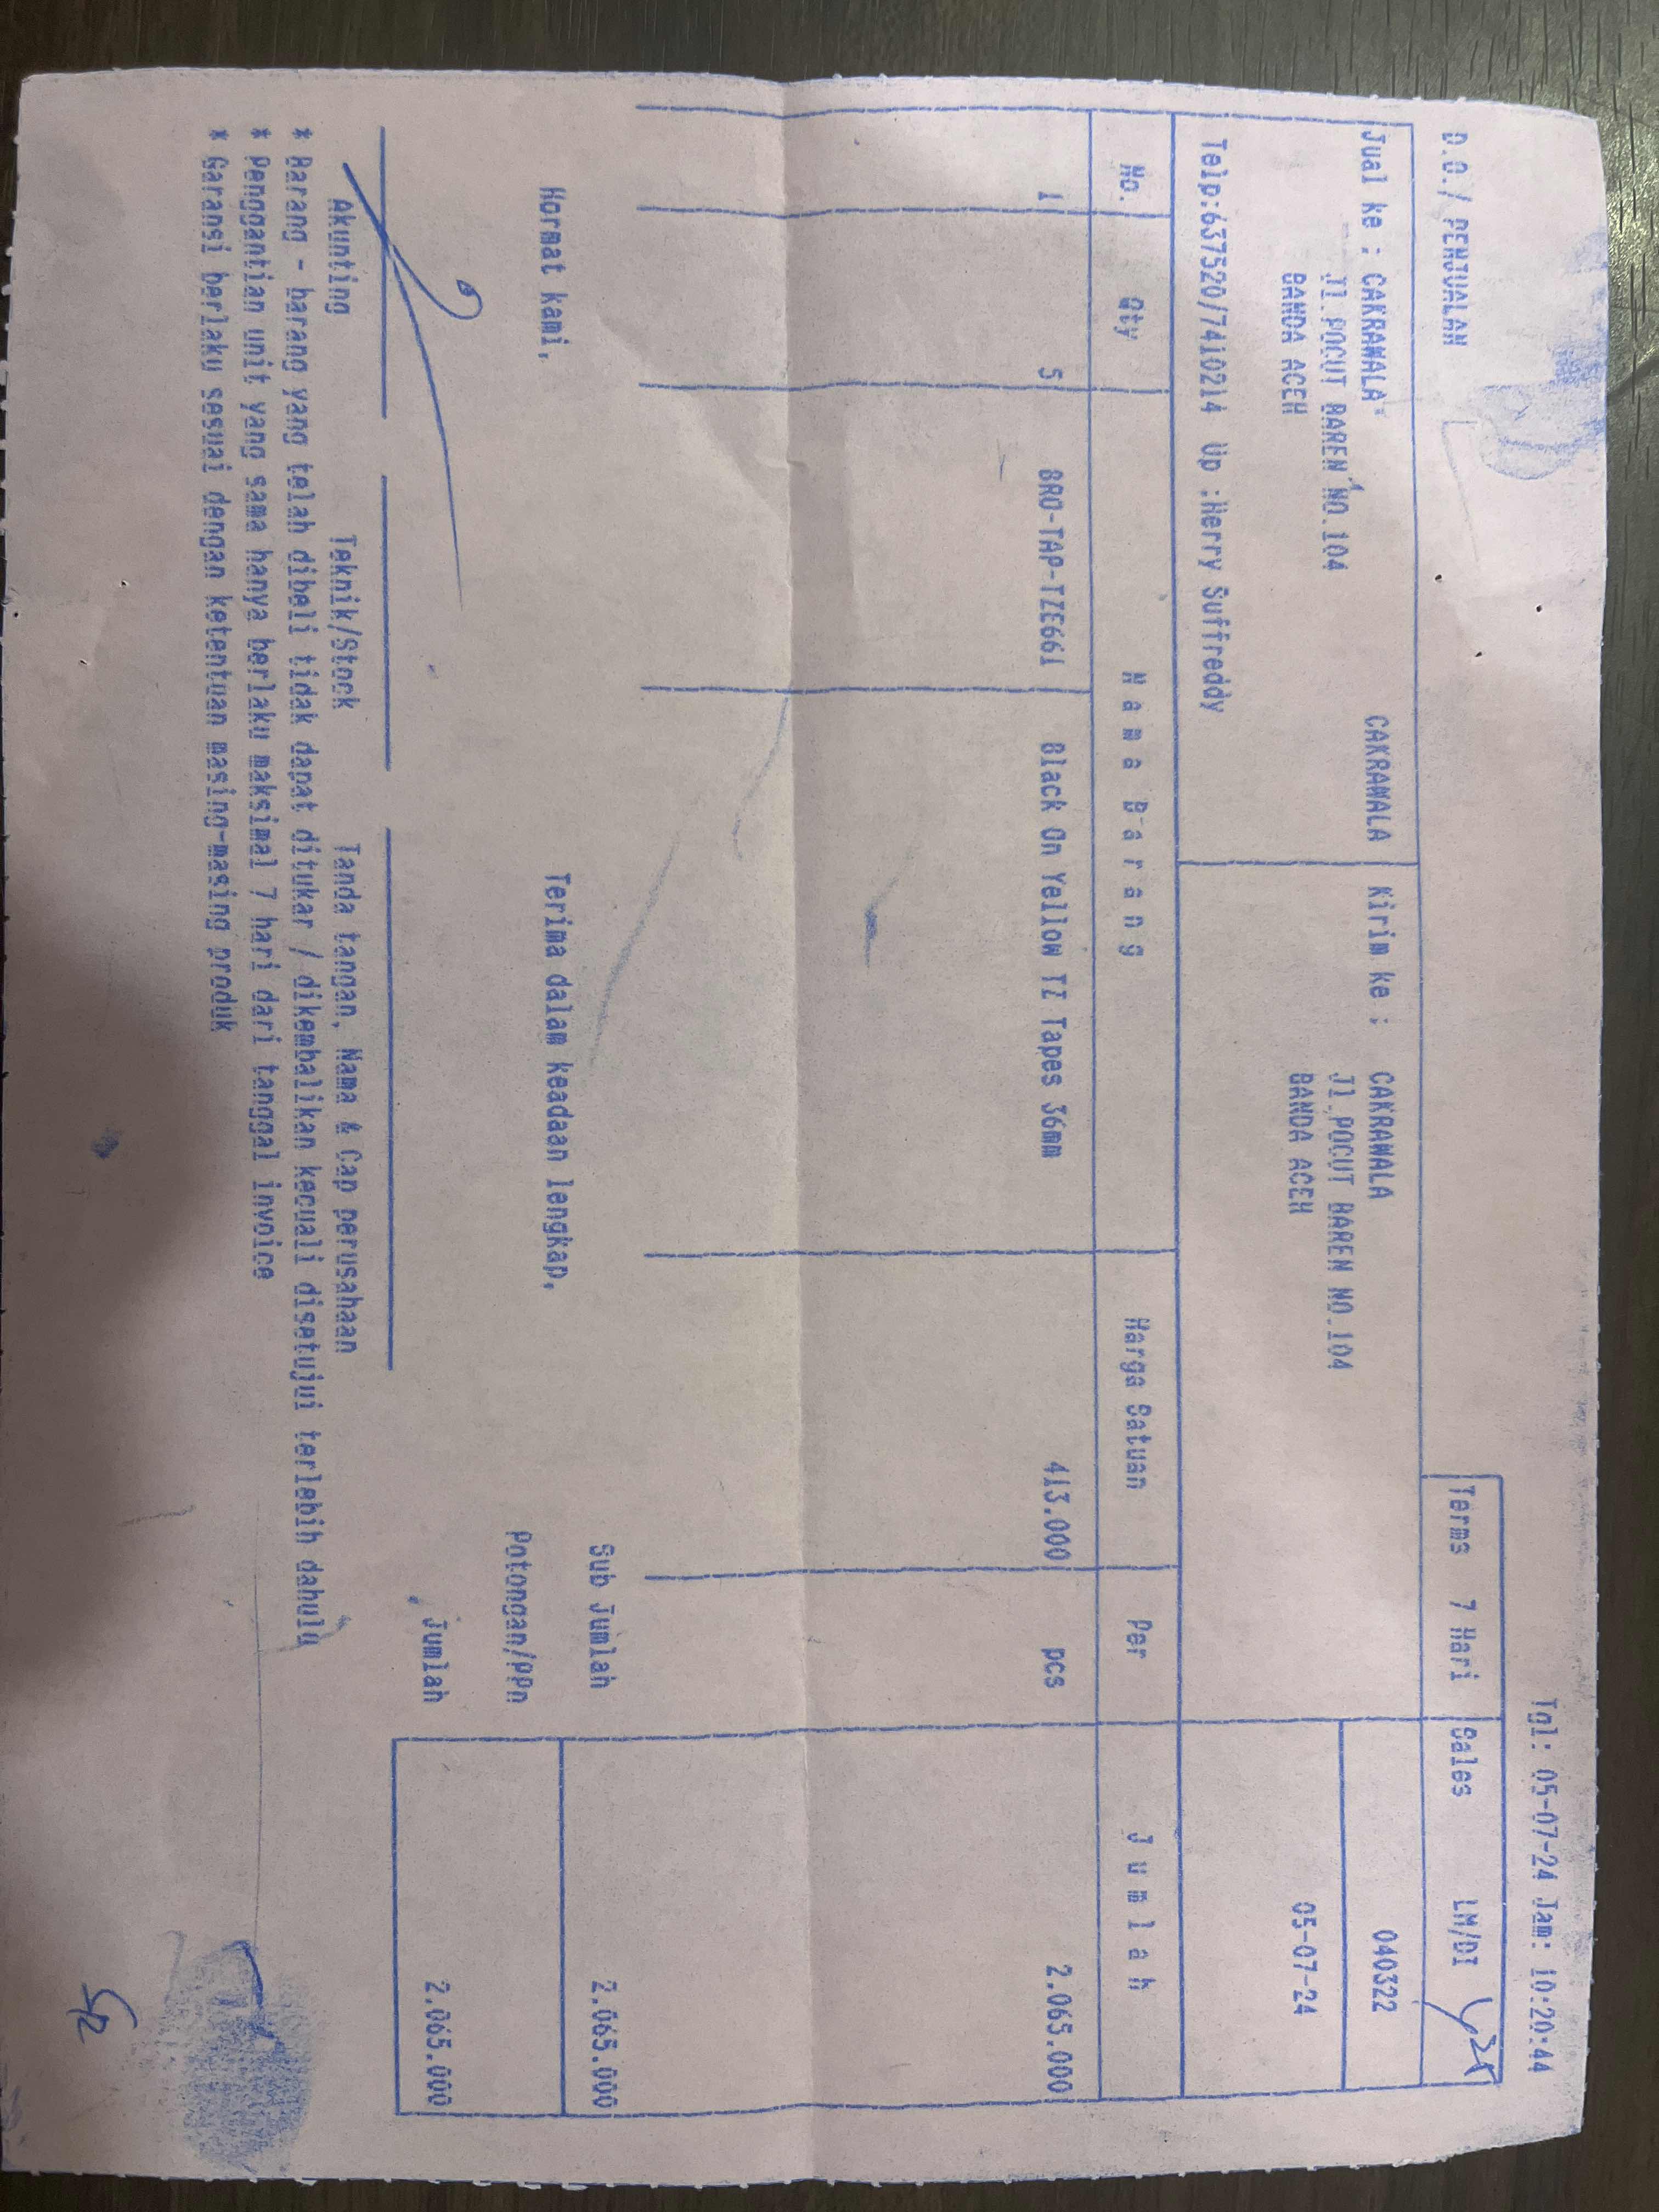 Tgl: 05-07-24 Jam: 10:20:44
D.O./ PENJUALAN
Terms 7 Hari Sales LM/DI
Jual ke : CAKRAWALA CAKRAWALA Kirim ke : CAKRAWALA 040322
Jl.POCUT BAREN NO.104 Jl.POCUT BAREN NO.104
BANDA ACEH BANDA ACEH 05-07-24
Telp:637520/7410214 Up :Herry Suffreddy
No. Qty Nama Barang Harga Satuan Per Jumlah
1 5 BRO-TAP-TZE661 Black On Yellow TZ Tapes 36mm 413.000 pcs 2.065.000
Sub Jumlah 2.065.000
Hormat kami, Terima dalam keadaan lengkap,
Potongan/PPn
Jumlah 2.065.000
Akunting Teknik/Stock Tanda tangan, Nama & Cap perusahaan
* Barang - barang yang telah dibeli tidak dapat ditukar / dikembalikan kecuali disetujui terlebih dahulu
* Penggantian unit yang sama hanya berlaku maksimal 7 hari dari tanggal invoice
* Garansi berlaku sesuai dengan ketentuan masing-masing produk